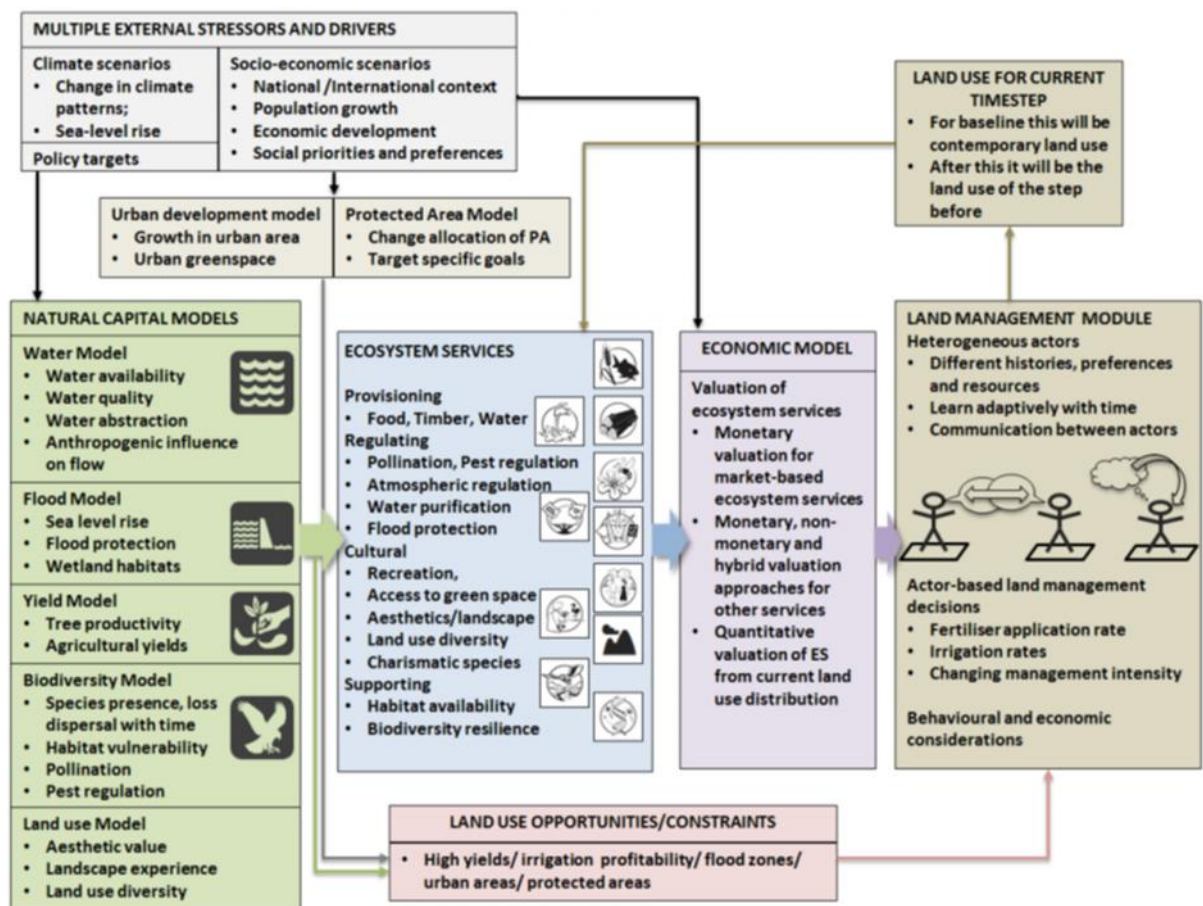 MULTIPLE EXTERNAL STRESSORS AND DRIVERS
Climate scenarios
• Change in climate
patterns;
• Sea-level rise
Policy targets
Socio-economic scenarios
• National /International context
• Population growth
• Economic development
• Social priorities and preferences
LAND USE FOR CURRENT
TIMESTEP
• For baseline this will be
contemporary land use
• After this it will be the
land use of the step
before
Urban development model
• Growth in urban area
• Urban greenspace
Protected Area Model
• Change allocation of PA
• Target specific goals
NATURAL CAPITAL MODELS
Water Model
• Water availability
• Water quality
• Water abstraction
• Anthropogenic influence
on flow
Flood Model
• Sea level rise
• Flood protection
• Wetland habitats
Yield Model
• Tree productivity
• Agricultural yields
Biodiversity Model
• Species presence, loss
dispersal with time
• Habitat vulnerability
• Pollination
• Pest regulation
Land use Model
• Aesthetic value
• Landscape experience
• Land use diversity
ECOSYSTEM SERVICES
Provisioning
• Food, Timber, Water
Regulating
• Pollination, Pest regulation
• Atmospheric regulation
• Water purification
• Flood protection
Cultural
• Recreation,
• Access to green space
• Aesthetics/landscape
• Land use diversity
• Charismatic species
Supporting
• Habitat availability
• Biodiversity resilience
ECONOMIC MODEL
Valuation of
ecosystem services
• Monetary
valuation for
market-based
ecosystem services
• Monetary, non-
monetary and
hybrid valuation
approaches for
other services
• Quantitative
valuation of ES
from current land
use distribution
LAND MANAGEMENT MODULE
Heterogeneous actors
• Different histories, preferences
and resources
• Learn adaptively with time
• Communication between actors
Actor-based land management
decisions
• Fertiliser application rate
• Irrigation rates
• Changing management intensity
Behavioural and economic
considerations
LAND USE OPPORTUNITIES/CONSTRAINTS
• High yields/ irrigation profitability/ flood zones/
urban areas/ protected areas